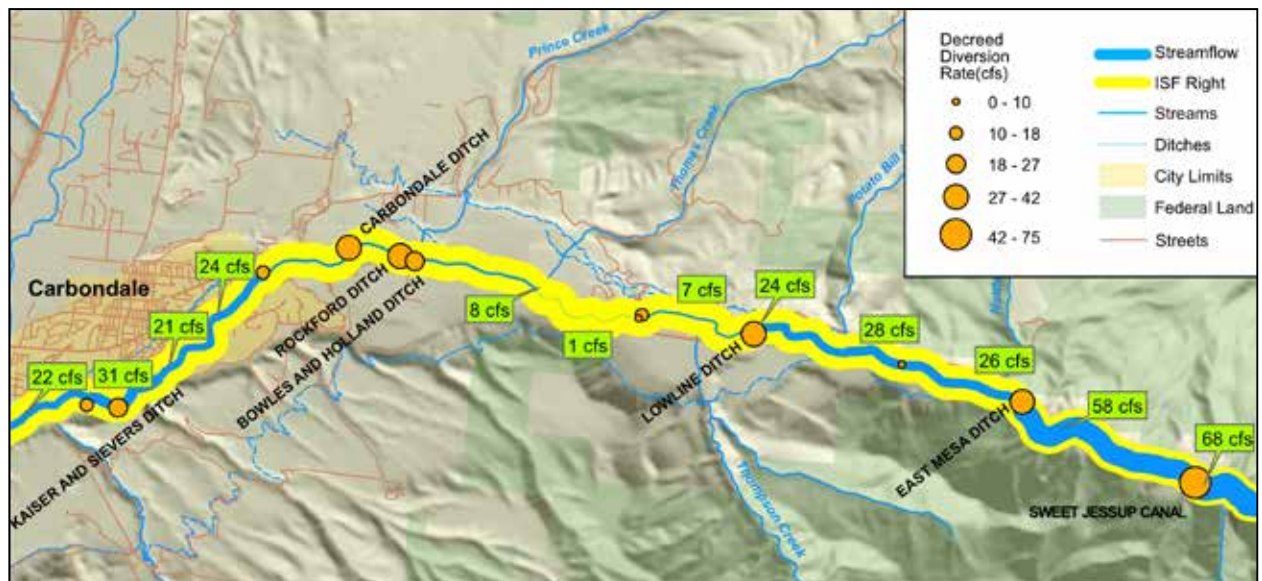 Decreed
Diversion
Rate(cfs)
0 - 10
10 - 18
18 - 27
27 - 42
42 - 75
Streamflow
ISF Right
Streams
Ditches
City Limits
Federal Land
Streets
Prince Creek
Thomas Creek
Potato Bill
CARBONDALE DITCH
Carbondale
24 cfs
ROCKFORD DITCH
BOWLES AND HOLLAND DITCH
8 cfs
7 cfs
24 cfs
21 cfs
1 cfs
28 cfs
22 cfs
31 cfs
LOWLINE DITCH
26 cfs
58 cfs
KAISER AND SIEVERS DITCH
EAST MESA DITCH
68 cfs
Thompson Creek
SWEET JESSUP CANAL